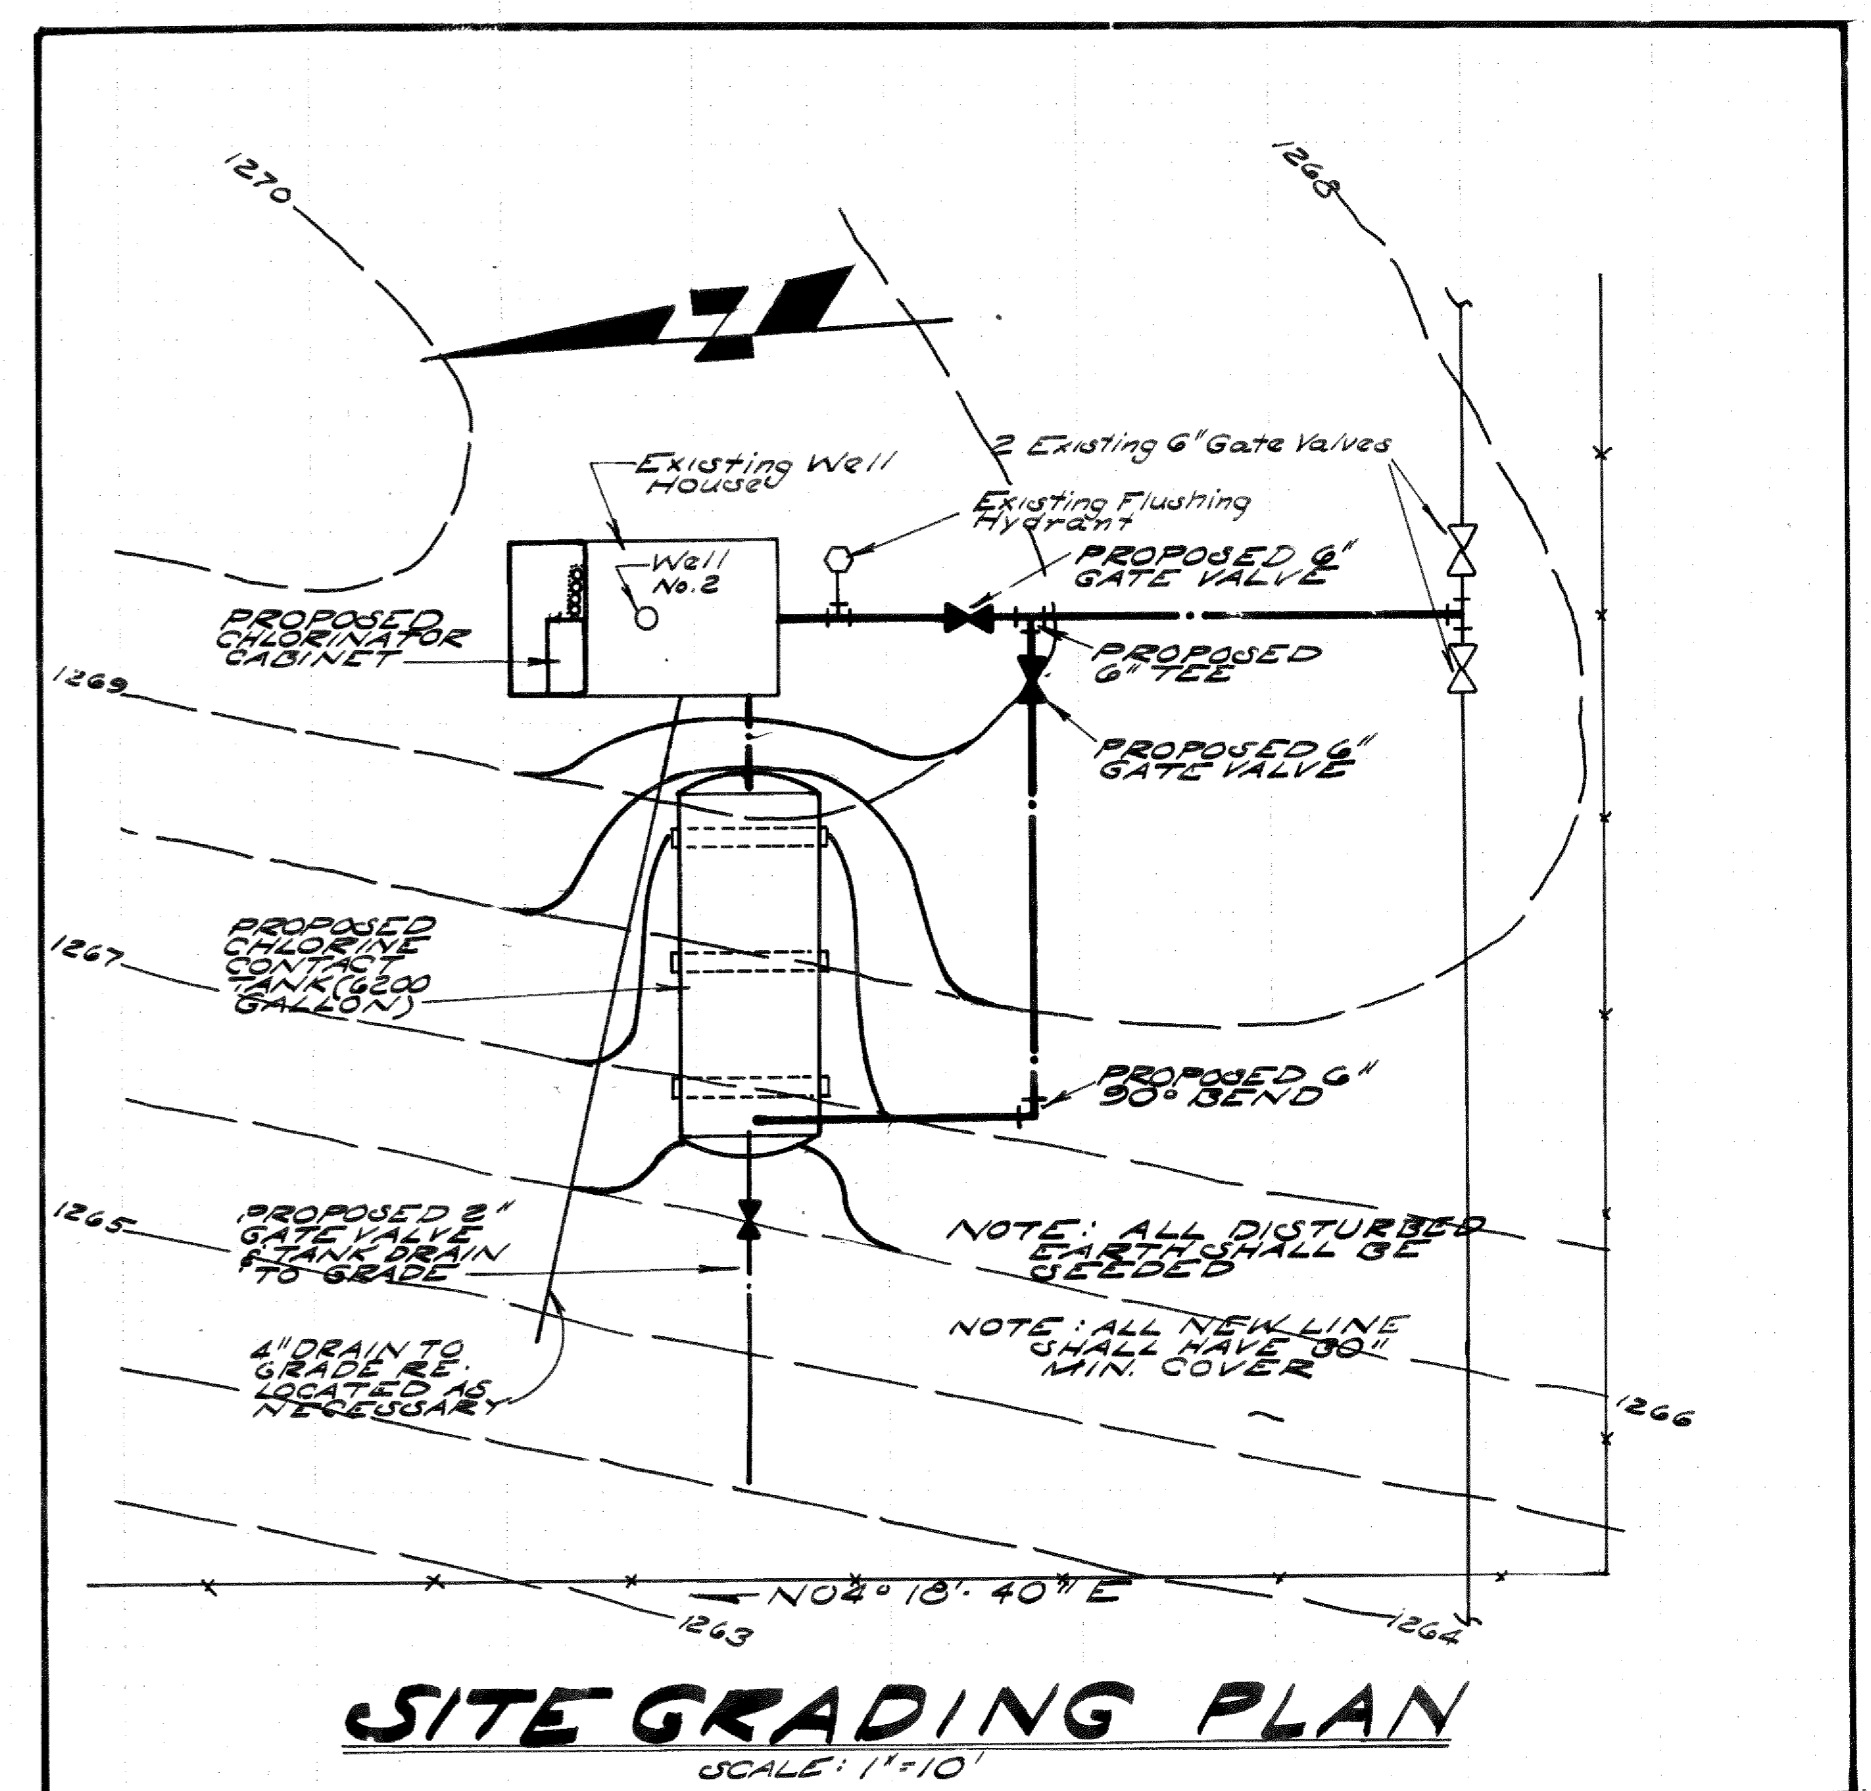 1270
1268
2 Existing 6" Gate Valves
Existing Well
House
Existing Flushing
Hydrant
Well
No. 2
PROPOSED 6"
GATE VALVE
PROPOSED
CHLORINATOR
CABINET
1269
PROPOSED
6" TEE
PROPOSED 6"
GATE VALVE
PROPOSED
CHLORINE
CONTACT
TANK (6200
GALLON)
1267
PROPOSED 6"
90° BEND
PROPOSED 2"
GATE VALVE
& TANK DRAIN
TO GRADE
1265
NOTE: ALL DISTURBED
EARTH SHALL BE
SEEDED
NOTE: ALL NEW LINE
SHALL HAVE 30"
MIN. COVER
4" DRAIN TO
GRADE RE-
LOCATED AS
NECESSARY
1266
N04° 18'. 40" E
1263
1264
SITE GRADING PLAN
SCALE: 1"=10'